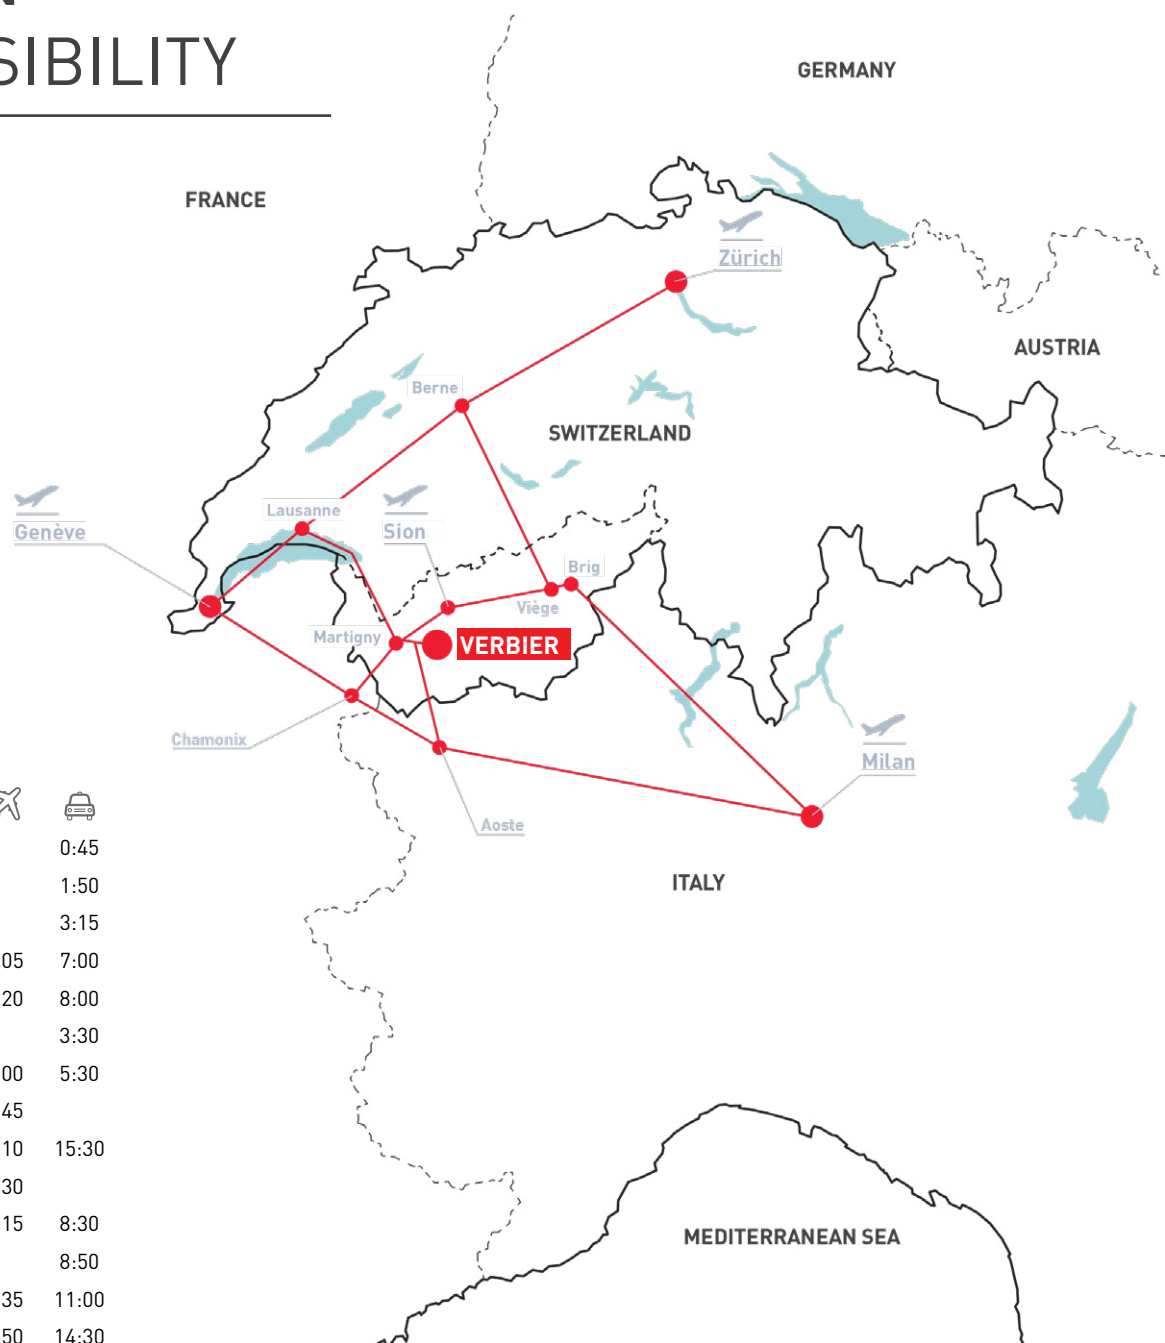 N
SIBILITY
GERMANY
FRANCE
Zürich
AUSTRIA
Berne
SWITZERLAND
Lausanne
Genève
Sion
Brig
Viège
Martigny
VERBIER
Chamonix
Milan
Aoste
ITALY
0:45
1:50
3:15
05 7:00
20 8:00
3:30
00 5:30
45
10 15:30
30
15 8:30
8:50
35 11:00
50 14:30
MEDITERRANEAN SEA